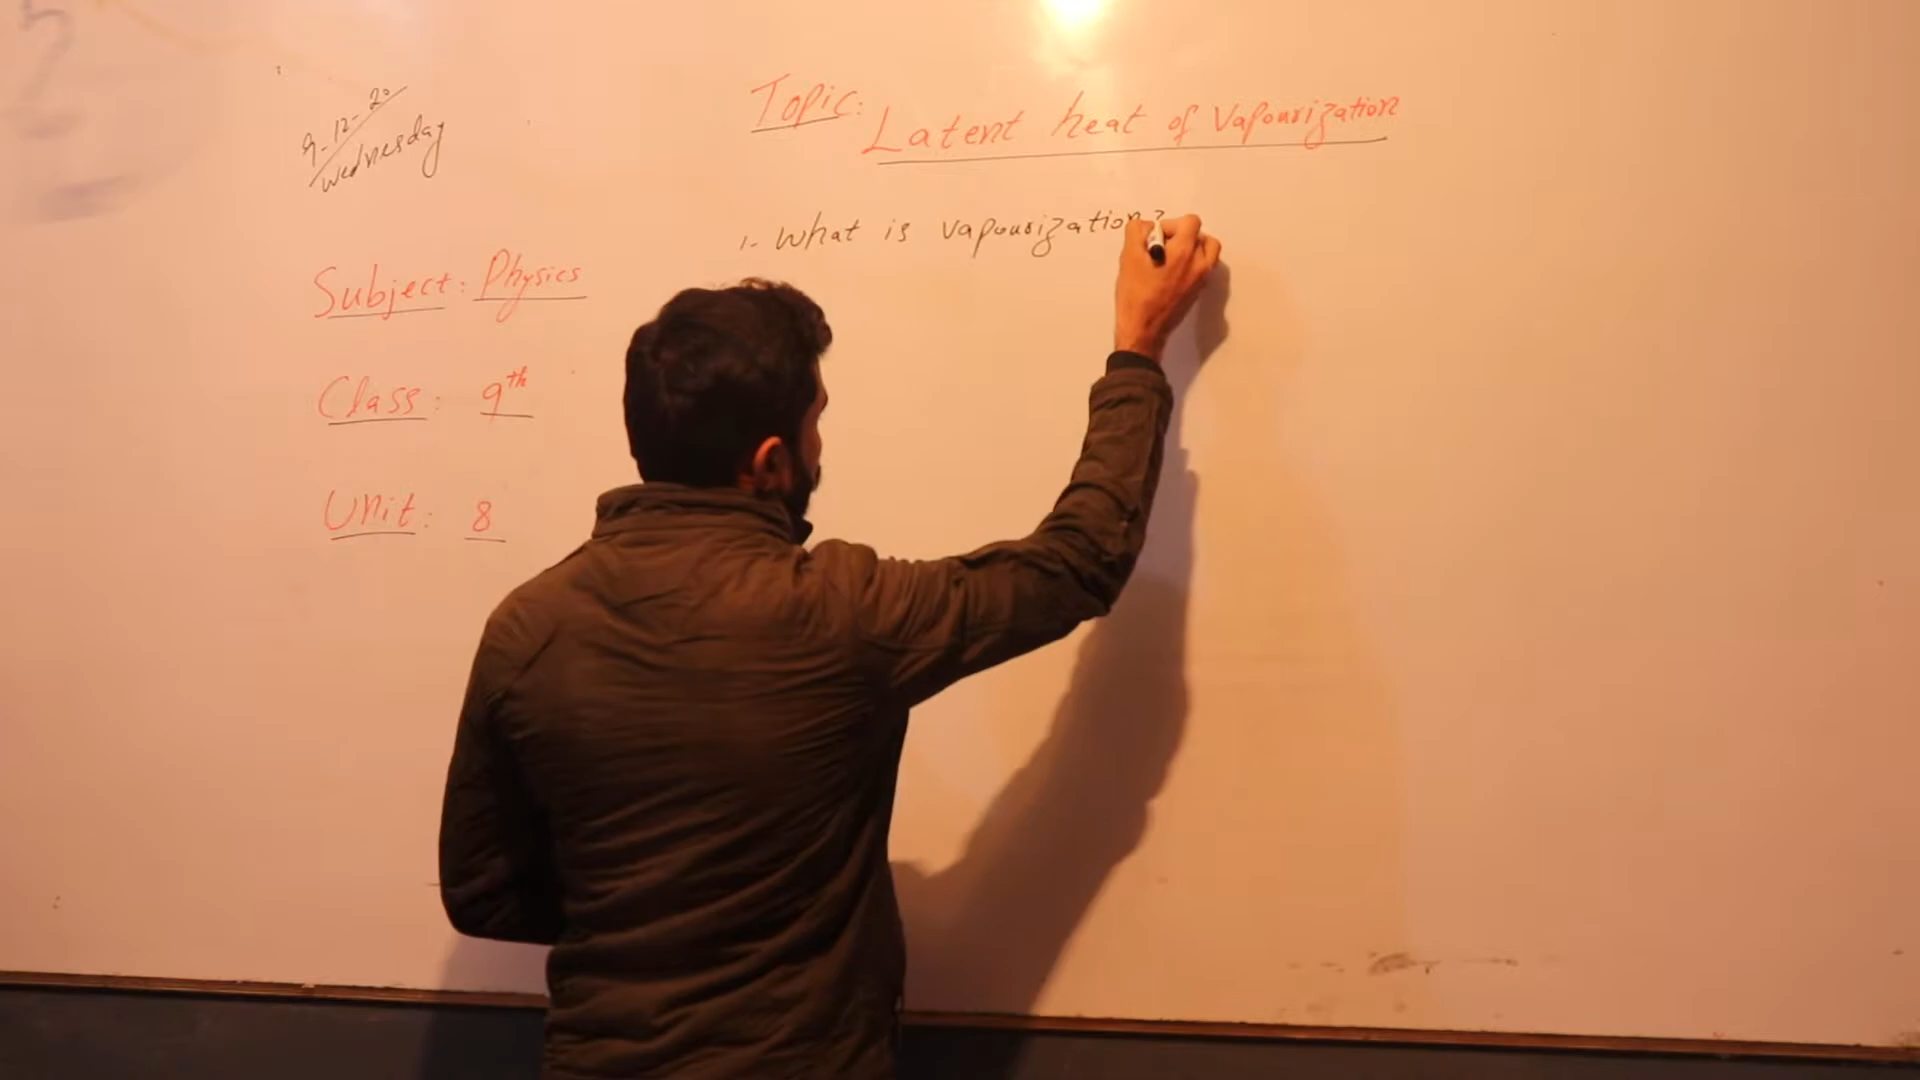 9-12-20
Wednesday
Topic: Latent heat of Vapourization
1- What is vapourization?
Subject: Physics
Class: 9th
Unit: 8